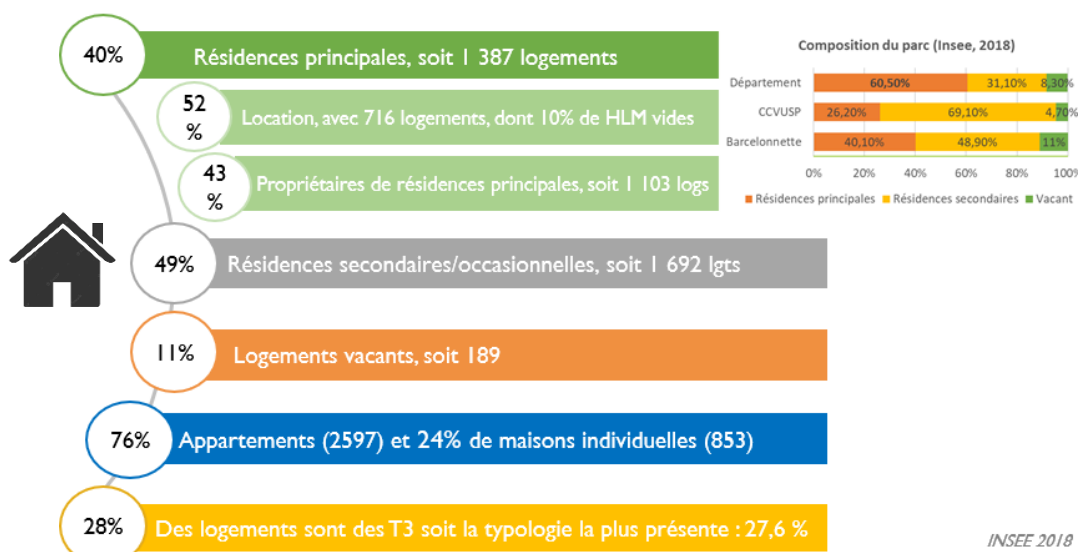 40%
Résidences principales, soit 1 387 logements
52
%
Location, avec 716 logements, dont 10% de HLM vides
43
%
Propriétaires de résidences principales, soit 1 103 logs
49%
Résidences secondaires/occasionnelles, soit 1 692 lgts
11%
Logements vacants, soit 189
76%
Appartements (2597) et 24% de maisons individuelles (853)
28%
Des logements sont des T3 soit la typologie la plus présente : 27,6 %
Composition du parc (Insee, 2018)
Département 60,50% 31,10% 8,30%
CCVUSP 26,20% 69,10% 4,70%
Barcelonnette 40,10% 48,90% 11%
0% 20% 40% 60% 80% 100%
Résidences principales Résidences secondaires Vacant
INSEE 2018